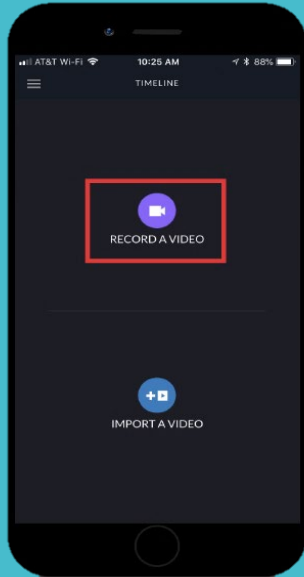 AT&T Wi-Fi 10:25 AM 88%
TIMELINE
RECORD A VIDEO
IMPORT A VIDEO